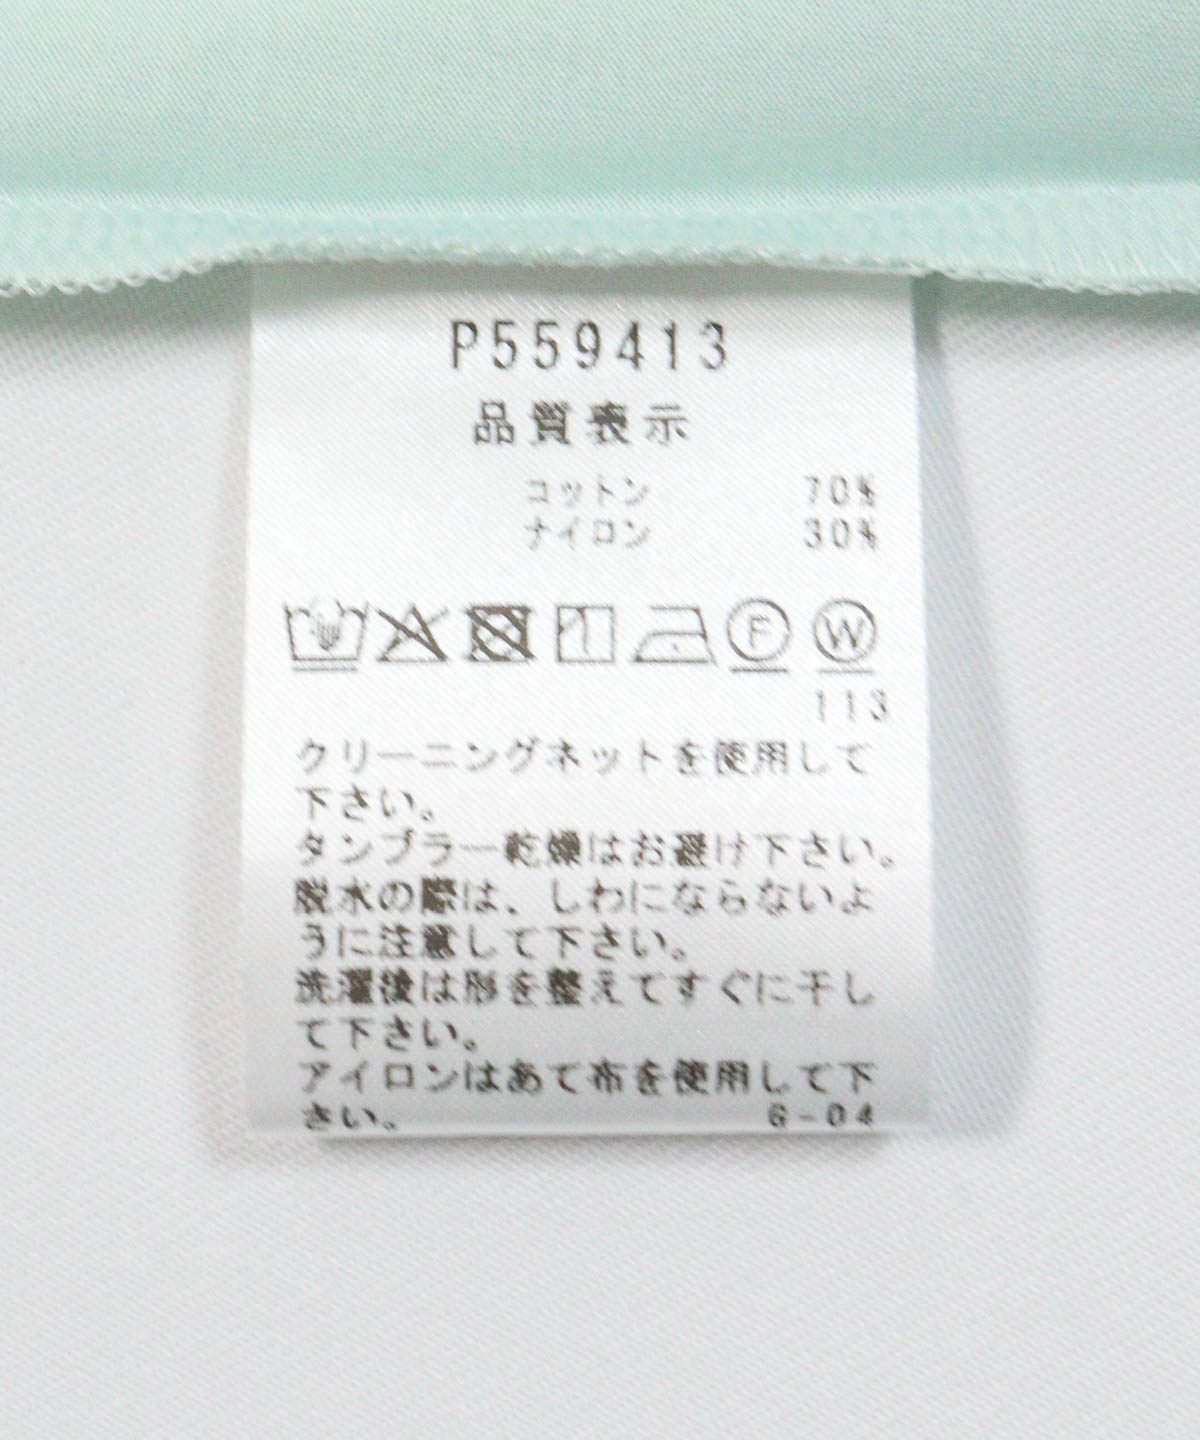 P559413
品質表示
コットン 70%
ナイロン 30%
F W
113
クリーニングネットを使用して
下さい。
タンブラー乾燥はお避け下さい。
脱水の際は、しわにならないよ
うに注意して下さい。
洗濯後は形を整えてすぐに干し
て下さい。
アイロンはあて布を使用して下
さい。 G-04